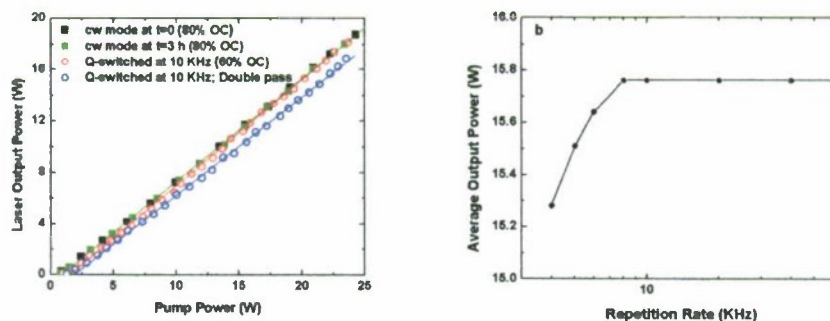 cw mode at t=0 (80% OC)
cw mode at t=3 h (80% OC)
Q-switched at 10 KHz (60% OC)
Q-switched at 10 KHz; Double pass
20
16
12
8
4
0
0 5 10 15 20 25
Laser Output Power (W)
Pump Power (W)
b
16.0
15.8
15.6
15.4
15.2
15.0
10
Average Output Power (W)
Repetition Rate (KHz)